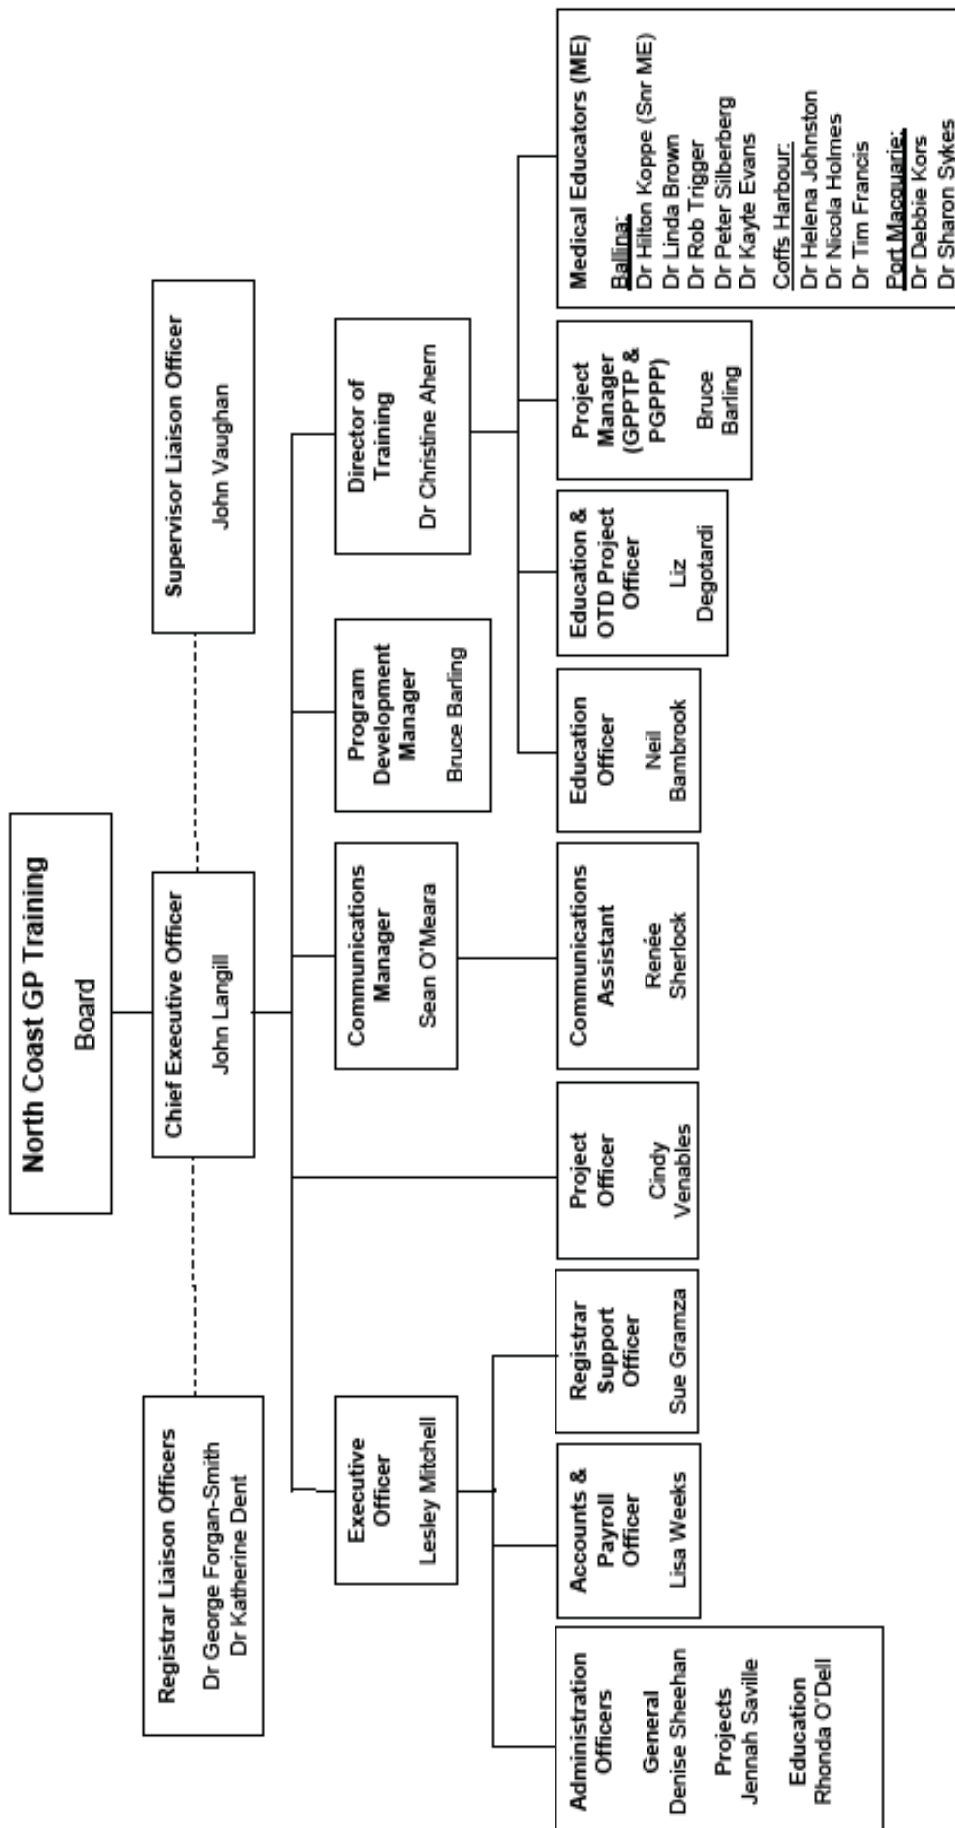 North Coast GP Training
Board
Registrar Liaison Officers
Dr George Forgan-Smith
Dr Katherine Dent
Chief Executive Officer
John Langill
Supervisor Liaison Officer
John Vaughan
Executive
Officer
Lesley Mitchell
Communications
Manager
Sean O'Meara
Program
Development
Manager
Bruce Barling
Director of
Training
Dr Christine Ahern
Administration
Officers
General
Denise Sheehan
Projects
Jennah Saville
Education
Rhonda O'Dell
Accounts &
Payroll
Officer
Lisa Weeks
Registrar
Support
Officer
Sue Gramza
Project
Officer
Cindy
Venables
Communications
Assistant
Renée
Sherlock
Education
Officer
Neil
Bambrook
Education &
OTD Project
Officer
Liz
Degotardi
Project
Manager
(GPPTP &
PGPPP)
Bruce
Barling
Medical Educators (ME)
Ballina:
Dr Hilton Koppe (Snr ME)
Dr Linda Brown
Dr Rob Trigger
Dr Peter Silberberg
Dr Kayte Evans
Coffs Harbour:
Dr Helena Johnston
Dr Nicola Holmes
Dr Tim Francis
Port Macquarie:
Dr Debbie Kors
Dr Sharon Sykes